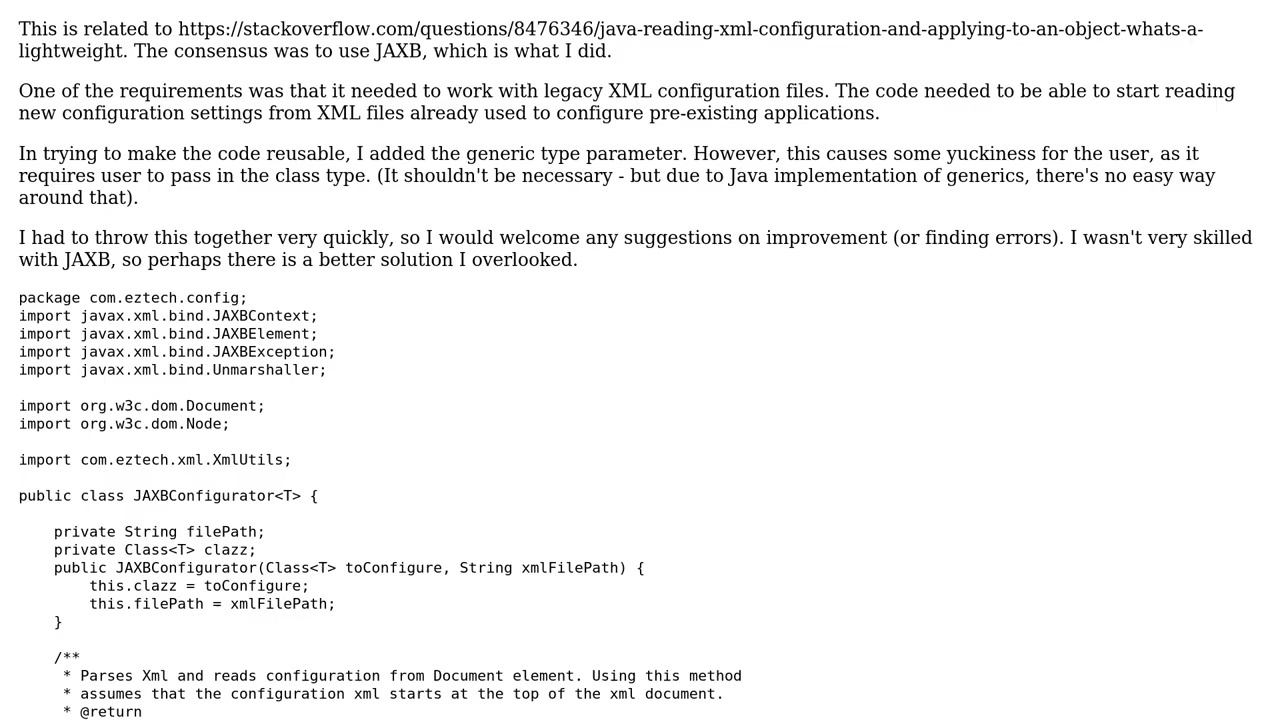 This is related to https://stackoverflow.com/questions/8476346/java-reading-xml-configuration-and-applying-to-an-object-whats-a-
lightweight. The consensus was to use JAXB, which is what I did.
One of the requirements was that it needed to work with legacy XML configuration files. The code needed to be able to start reading
new configuration settings from XML files already used to configure pre-existing applications.
In trying to make the code reusable, I added the generic type parameter. However, this causes some yuckiness for the user, as it
requires user to pass in the class type. (It shouldn't be necessary - but due to Java implementation of generics, there's no easy way
around that).
I had to throw this together very quickly, so I would welcome any suggestions on improvement (or finding errors). I wasn't very skilled
with JAXB, so perhaps there is a better solution I overlooked.
package com.eztech.config;
import javax.xml.bind.JAXBContext;
import javax.xml.bind.JAXBElement;
import javax.xml.bind.JAXBException;
import javax.xml.bind.Unmarshaller;
import org.w3c.dom.Document;
import org.w3c.dom.Node;
import com.eztech.xml.XmlUtils;
public class JAXBConfigurator<T> {
    private String filePath;
    private Class<T> clazz;
    public JAXBConfigurator(Class<T> toConfigure, String xmlFilePath) {
        this.clazz = toConfigure;
        this.filePath = xmlFilePath;
    }
    /**
     * Parses Xml and reads configuration from Document element. Using this method
     * assumes that the configuration xml starts at the top of the xml document.
     * @return